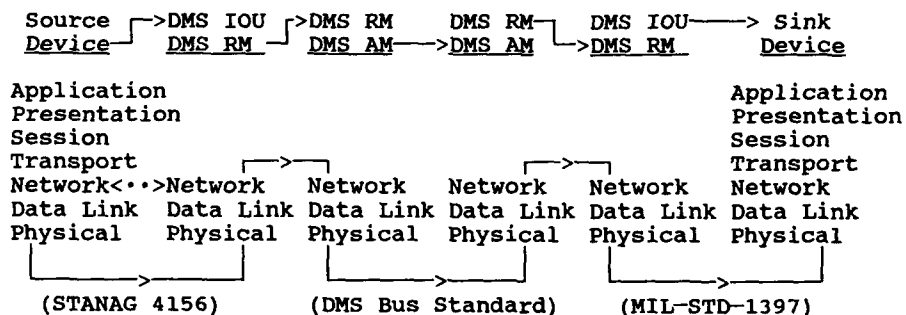 Source DMS IOU DMS RM DMS RM DMS IOU Sink
Device DMS RM DMS AM DMS AM DMS RM Device
Application Application
Presentation Presentation
Session Session
Transport Transport
Network<··>Network Network Network Network Network
Data Link Data Link Data Link Data Link Data Link Data Link
Physical Physical Physical Physical Physical Physical
(STANAG 4156) (DMS Bus Standard) (MIL-STD-1397)